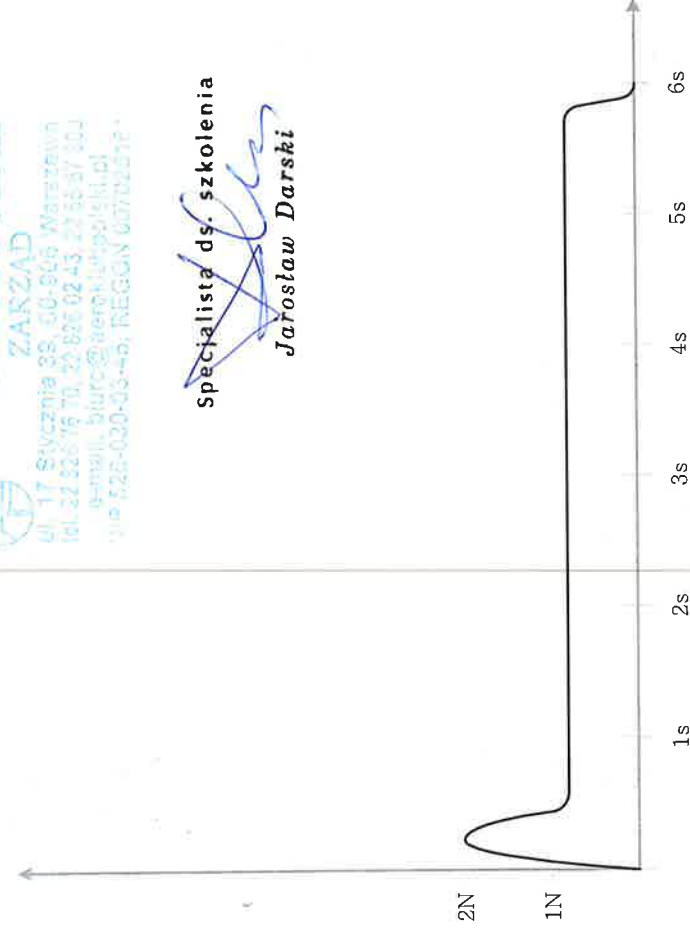 ZARZĄD
ul. 17 Stycznia 39, 00-906 Warszawa
Specjalista ds. szkolenia
Jarosław Darski
2N
1N
1s
2s
3s
4s
5s
6s